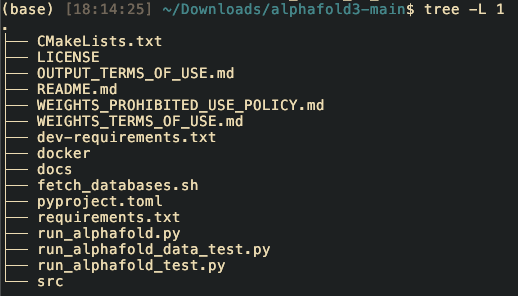 (base) [18:14:25] ~/Downloads/alphafold3-main$ tree -L 1
.
├── CMakeLists.txt
├── LICENSE
├── OUTPUT_TERMS_OF_USE.md
├── README.md
├── WEIGHTS_PROHIBITED_USE_POLICY.md
├── WEIGHTS_TERMS_OF_USE.md
├── dev-requirements.txt
├── docker
├── docs
├── fetch_databases.sh
├── pyproject.toml
├── requirements.txt
├── run_alphafold.py
├── run_alphafold_data_test.py
├── run_alphafold_test.py
└── src